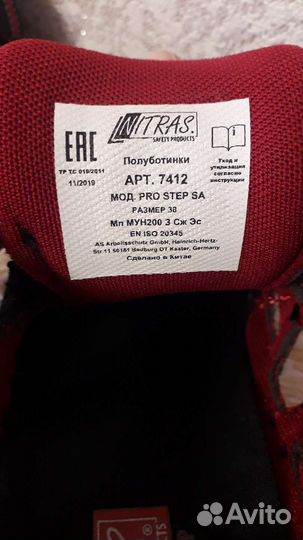 NITRAS.
SAFETY PRODUCTS
EAC
ТР ТС 019/2011
11/2019
Полуботинки
АРТ. 7412
МОД. PRO STEP SA
РАЗМЕР 38
Мп МУН200 З Сж Эс
EN ISO 20345
AS Arbeitsschutz GmbH, Heinrich-Hertz-
Str 11 50181 Bedburg OT Kaster, Germany
Сделано в Китае
Уход и
утилизация
согласно
инструкции
Avito